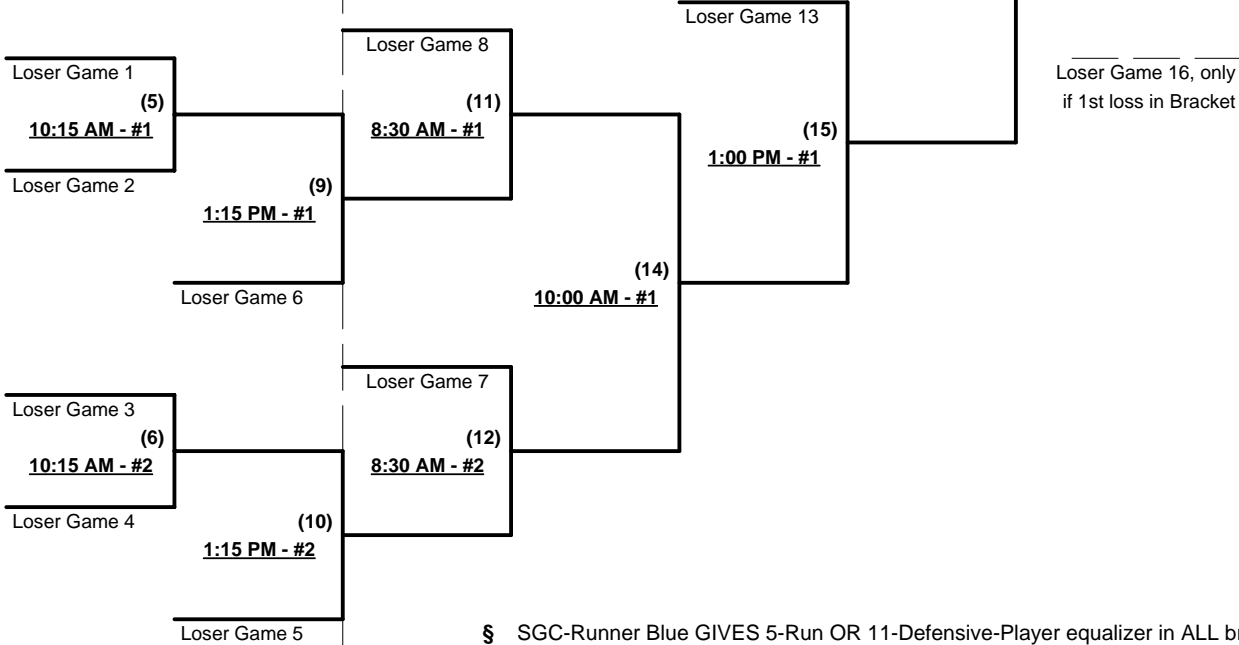 Loser Game 13
Loser Game 8
Loser Game 1
Loser Game 16, only
if 1st loss in Bracket
(5)
10:15 AM - #1
(11)
8:30 AM - #1
(15)
1:00 PM - #1
Loser Game 2
(9)
1:15 PM - #1
(14)
10:00 AM - #1
Loser Game 6
Loser Game 7
Loser Game 3
(6)
10:15 AM - #2
(12)
8:30 AM - #2
Loser Game 4
(10)
1:15 PM - #2
Loser Game 5
§ SGC-Runner Blue GIVES 5-Run OR 11-Defensive-Player equalizer in ALL